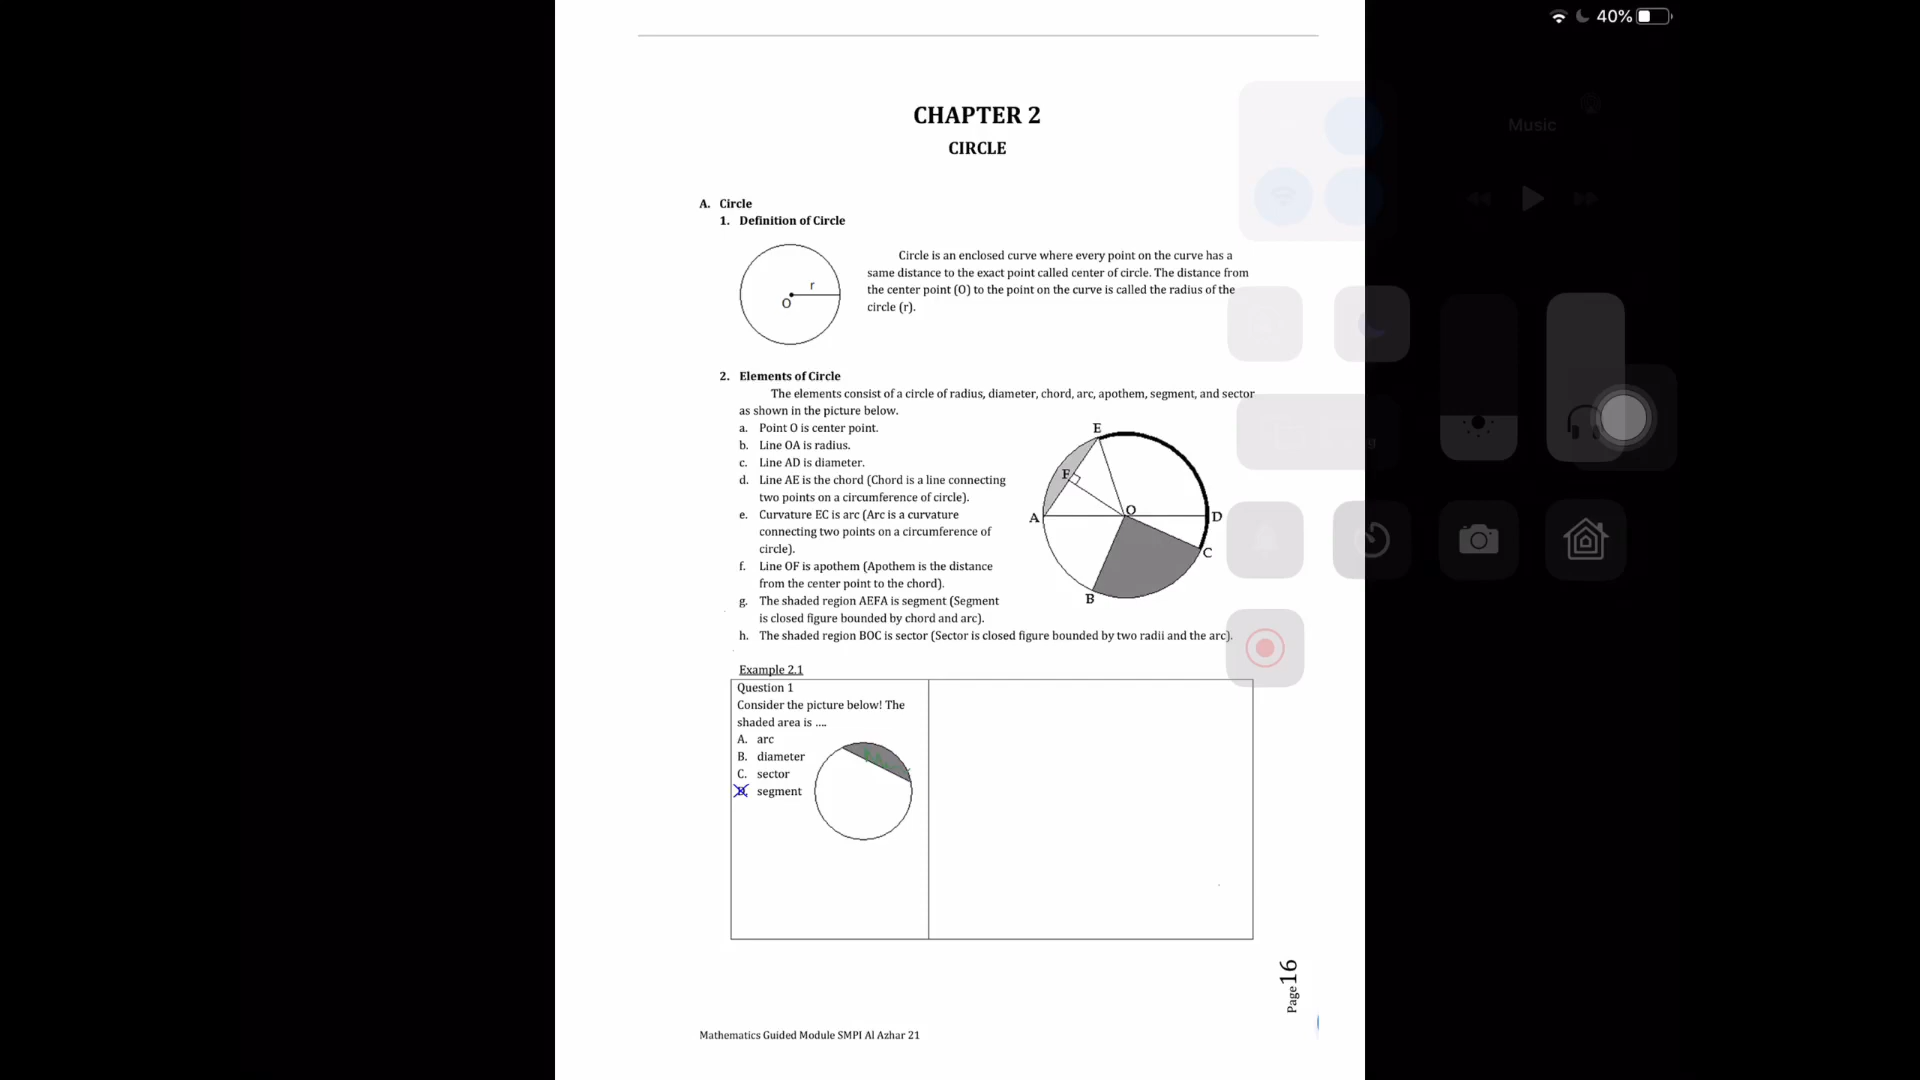 40%
CHAPTER 2
CIRCLE
Music
A. Circle
1. Definition of Circle
Circle is an enclosed curve where every point on the curve has a
same distance to the exact point called center of circle. The distance from
the center point (O) to the point on the curve is called the radius of the
circle (r).
r
O
2. Elements of Circle
The elements consist of a circle of radius, diameter, chord, arc, apothem, segment, and sector
as shown in the picture below.
a. Point O is center point.
b. Line OA is radius.
c. Line AD is diameter.
d. Line AE is the chord (Chord is a line connecting
two points on a circumference of circle).
e. Curvature EC is arc (Arc is a curvature
connecting two points on a circumference of
circle).
f. Line OF is apothem (Apothem is the distance
from the center point to the chord).
g. The shaded region AEFA is segment (Segment
is closed figure bounded by chord and arc).
h. The shaded region BOC is sector (Sector is closed figure bounded by two radii and the arc).
E
F
O
A
D
C
B
Example 2.1
Question 1
Consider the picture below! The
shaded area is ....
A. arc
B. diameter
C. sector
D. segment
Page 16
Mathematics Guided Module SMPI Al Azhar 21